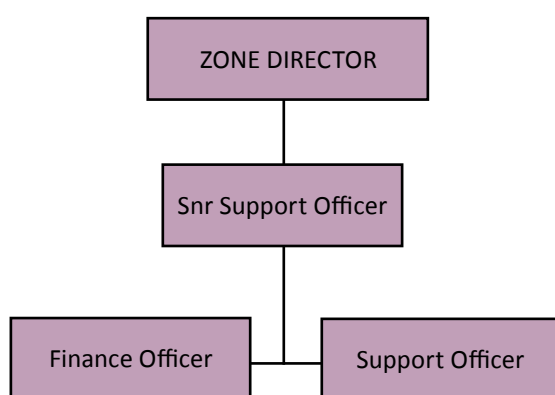 ZONE DIRECTOR
Snr Support Officer
Finance Officer
Support Officer